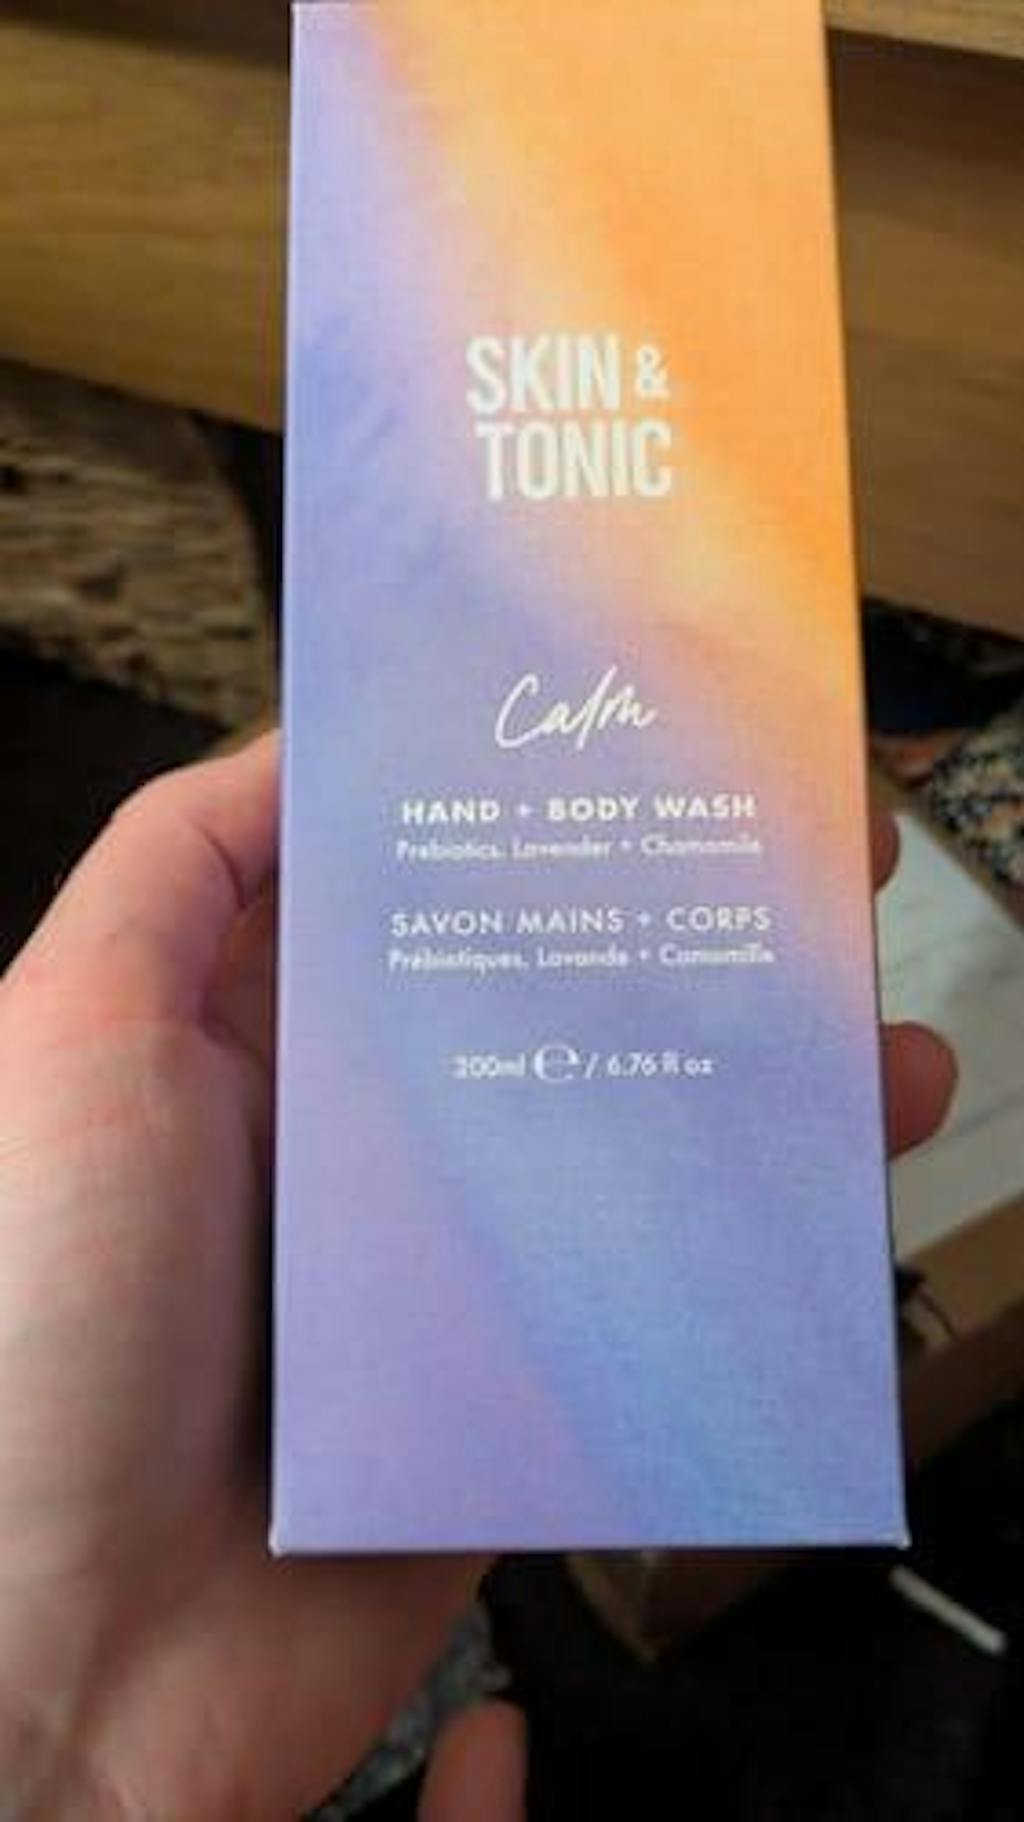 SKIN &
TONIC
Calm
HAND + BODY WASH
Prebiotics, Lavender + Chamomile
SAVON MAINS + CORPS
Prébiotiques, Lavande + Camomille
200ml ℮ / 6.76 fl oz